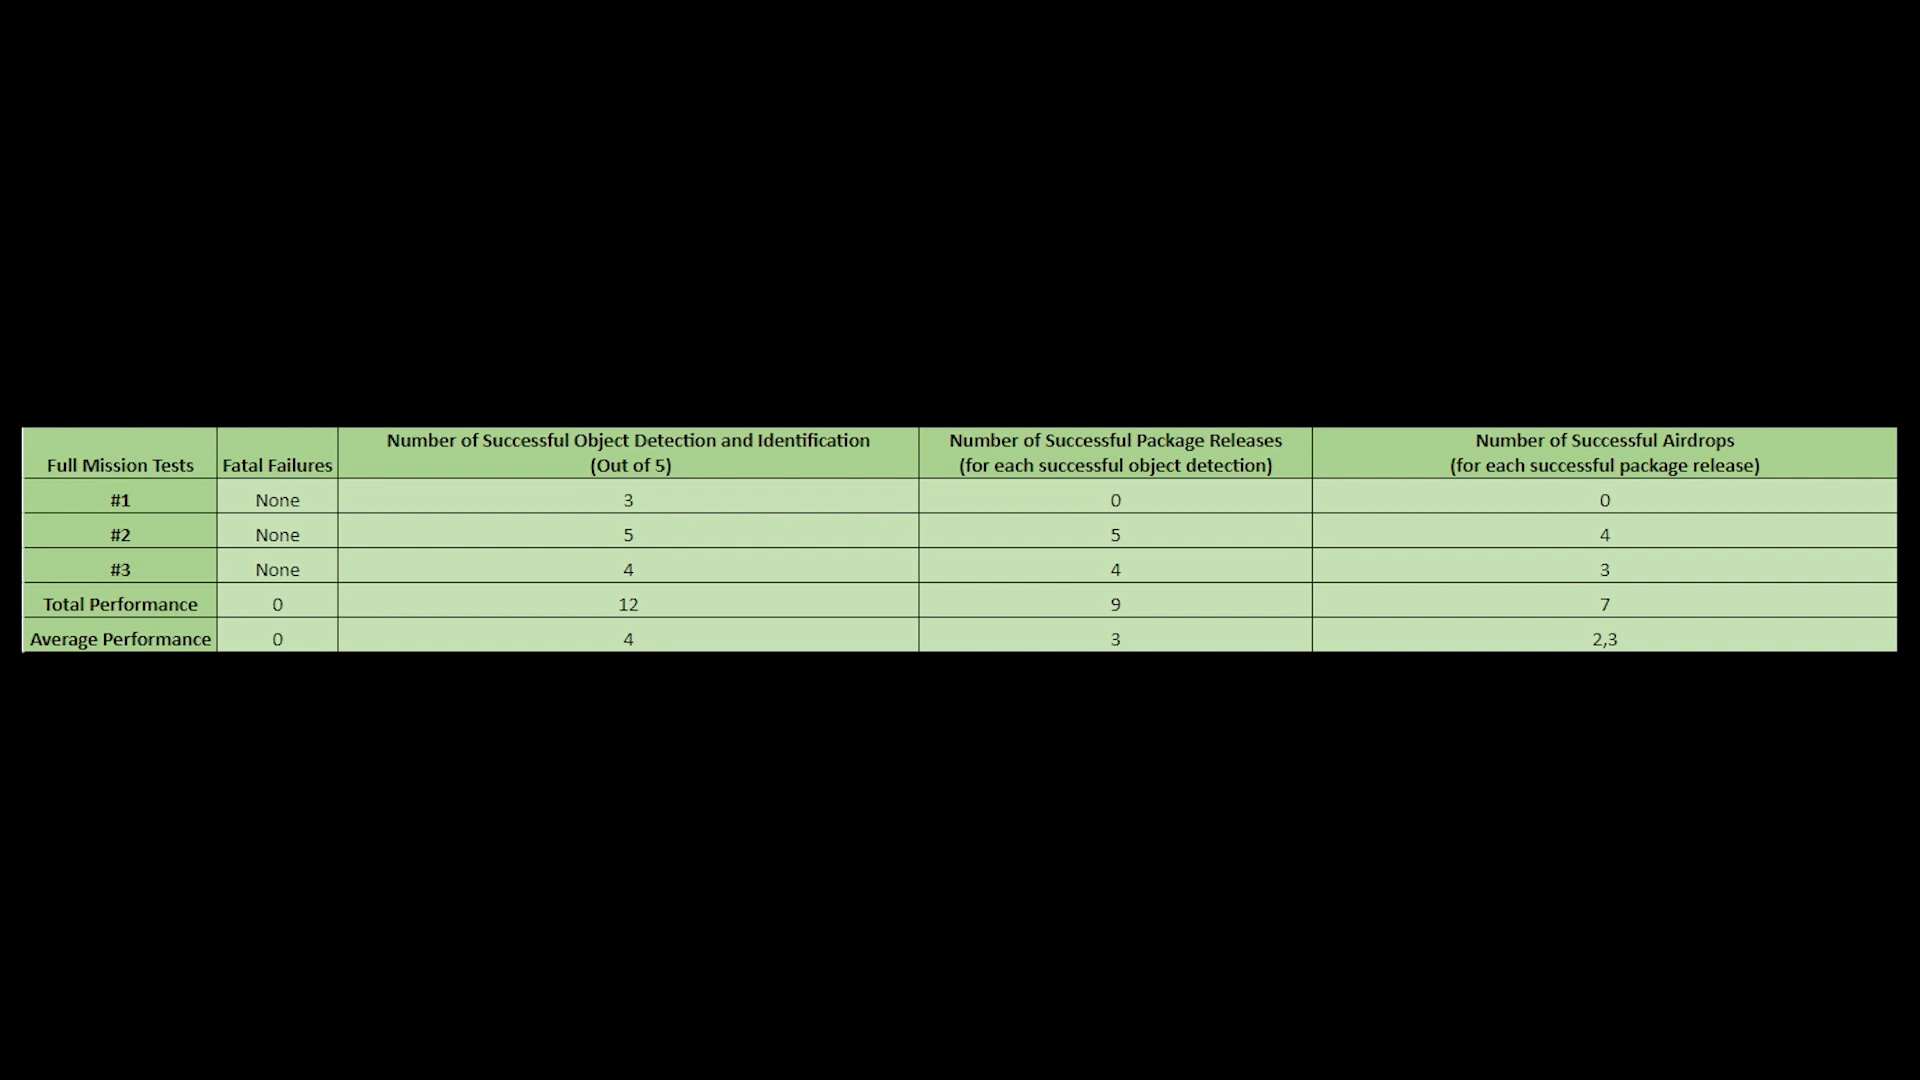 Full Mission Tests
Fatal Failures
Number of Successful Object Detection and Identification
(Out of 5)
Number of Successful Package Releases
(for each successful object detection)
Number of Successful Airdrops
(for each successful package release)
#1 None 3 0 0
#2 None 5 5 4
#3 None 4 4 3
Total Performance 0 12 9 7
Average Performance 0 4 3 2,3